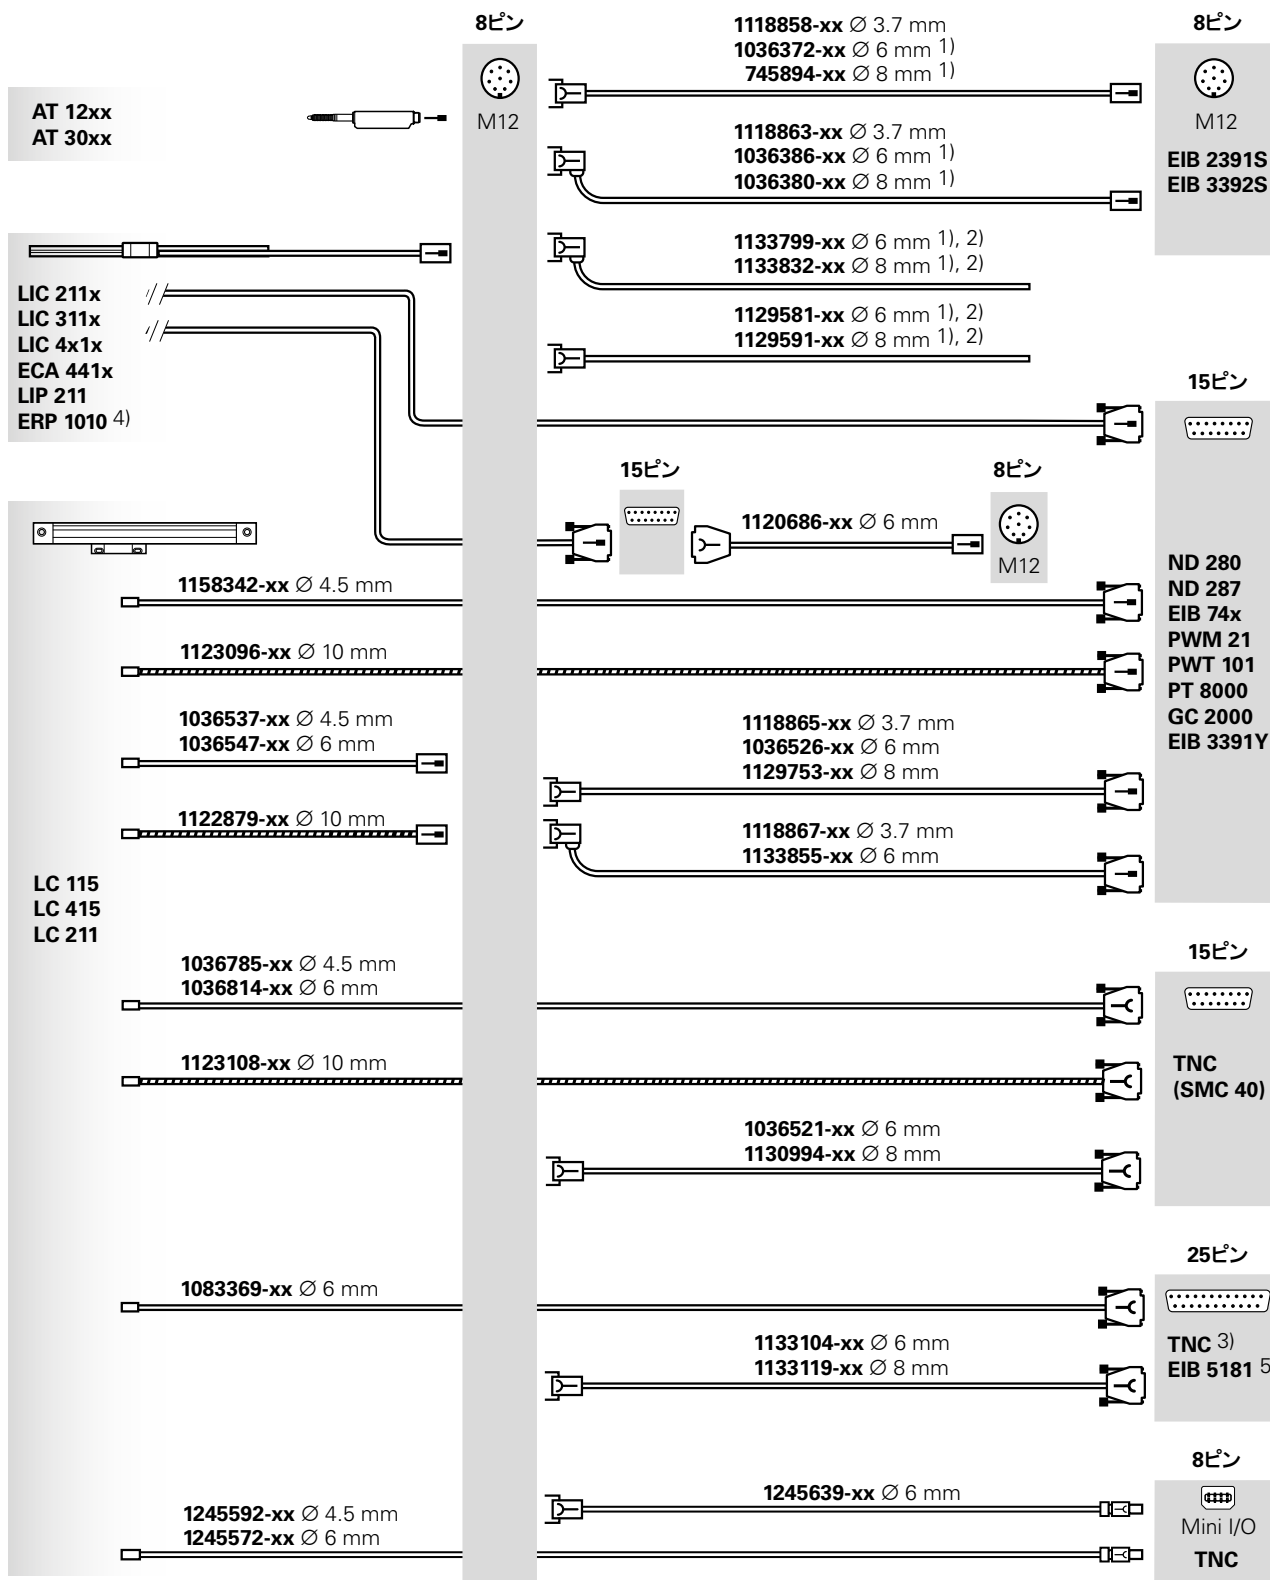 8ピン
M12
1118858-xx Ø 3.7 mm
1036372-xx Ø 6 mm 1)
745894-xx Ø 8 mm 1)
8ピン
M12
EIB 2391S
EIB 3392S
AT 12xx
AT 30xx
1118863-xx Ø 3.7 mm
1036386-xx Ø 6 mm 1)
1036380-xx Ø 8 mm 1)
1133799-xx Ø 6 mm 1), 2)
1133832-xx Ø 8 mm 1), 2)
LIC 211x
LIC 311x
LIC 4x1x
ECA 441x
LIP 211
ERP 1010 4)
1129581-xx Ø 6 mm 1), 2)
1129591-xx Ø 8 mm 1), 2)
15ピン
15ピン
1120686-xx Ø 6 mm
8ピン
M12
ND 280
ND 287
EIB 74x
PWM 21
PWT 101
PT 8000
GC 2000
EIB 3391Y
1158342-xx Ø 4.5 mm
1123096-xx Ø 10 mm
1036537-xx Ø 4.5 mm
1036547-xx Ø 6 mm
1118865-xx Ø 3.7 mm
1036526-xx Ø 6 mm
1129753-xx Ø 8 mm
1122879-xx Ø 10 mm
1118867-xx Ø 3.7 mm
1133855-xx Ø 6 mm
LC 115
LC 415
LC 211
1036785-xx Ø 4.5 mm
1036814-xx Ø 6 mm
15ピン
TNC
(SMC 40)
1123108-xx Ø 10 mm
1036521-xx Ø 6 mm
1130994-xx Ø 8 mm
25ピン
TNC 3)
EIB 5181 5
1083369-xx Ø 6 mm
1133104-xx Ø 6 mm
1133119-xx Ø 8 mm
8ピン
Mini I/O
TNC
1245639-xx Ø 6 mm
1245592-xx Ø 4.5 mm
1245572-xx Ø 6 mm